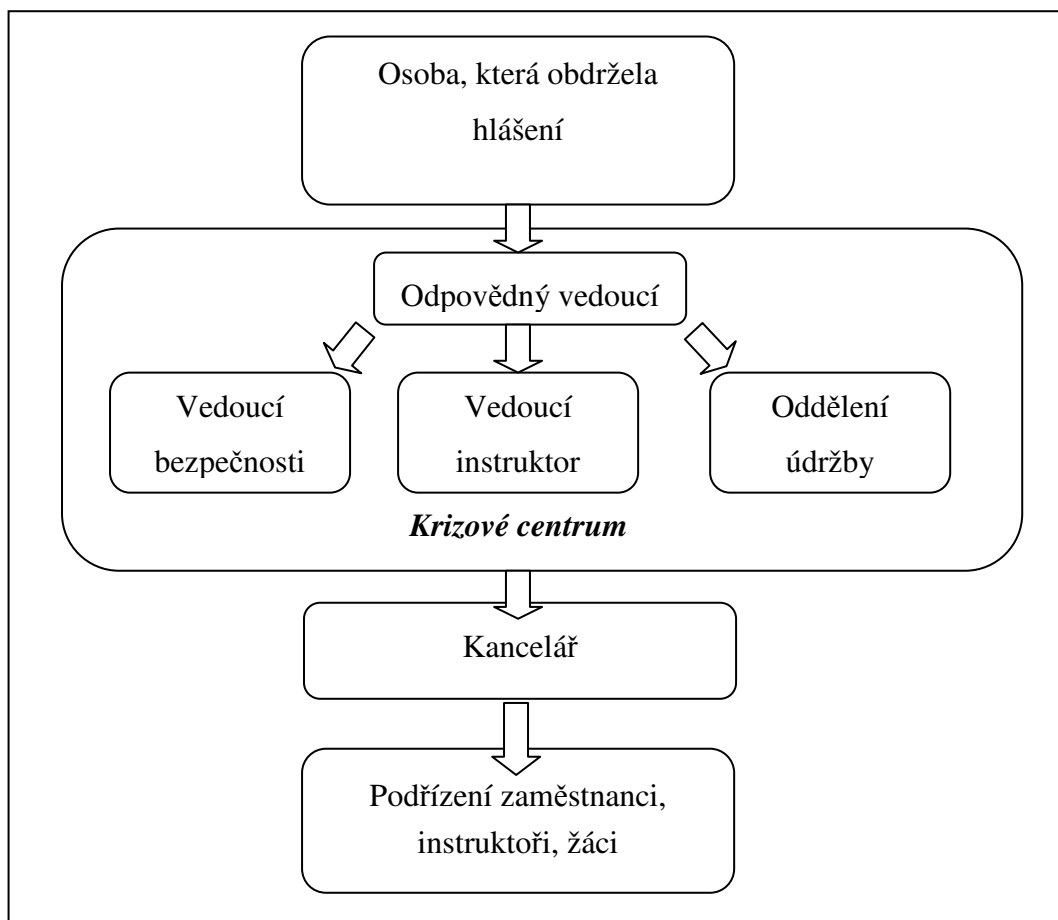 Osoba, která obdržela
hlášení
Odpovědný vedoucí
Vedoucí
bezpečnosti
Vedoucí
instruktor
Oddělení
údržby
Krizové centrum
Kancelář
Podřízení zaměstnanci,
instruktoři, žáci